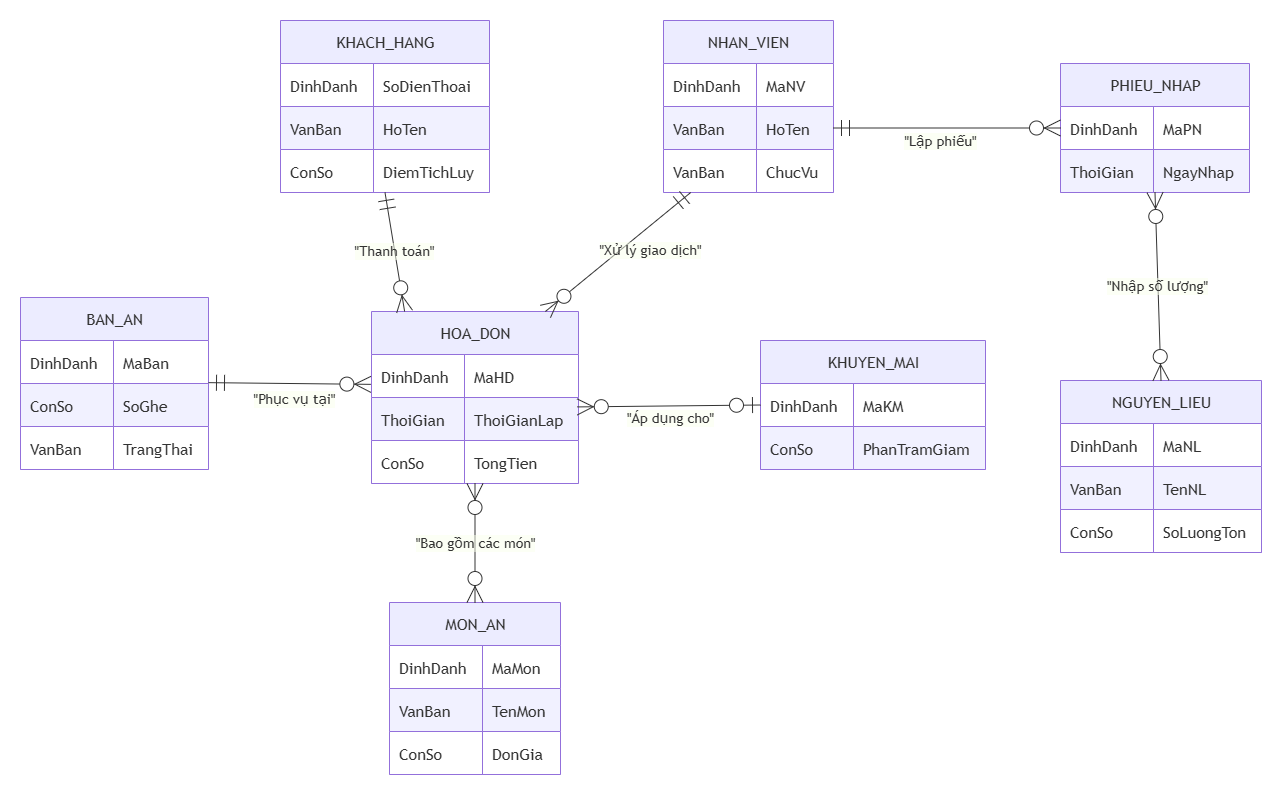 KHACH_HANG
DinhDanh SoDienThoai
VanBan HoTen
ConSo DiemTichLuy
NHAN_VIEN
DinhDanh MaNV
VanBan HoTen
VanBan ChucVu
PHIEU_NHAP
DinhDanh MaPN
ThoiGian NgayNhap
"Lập phiếu"
"Thanh toán"
"Xử lý giao dịch"
"Nhập số lượng"
BAN_AN
DinhDanh MaBan
ConSo SoGhe
VanBan TrangThai
"Phục vụ tại"
HOA_DON
DinhDanh MaHD
ThoiGian ThoiGianLap
ConSo TongTien
"Áp dụng cho"
KHUYEN_MAI
DinhDanh MaKM
ConSo PhanTramGiam
NGUYEN_LIEU
DinhDanh MaNL
VanBan TenNL
ConSo SoLuongTon
"Bao gồm các món"
MON_AN
DinhDanh MaMon
VanBan TenMon
ConSo DonGia